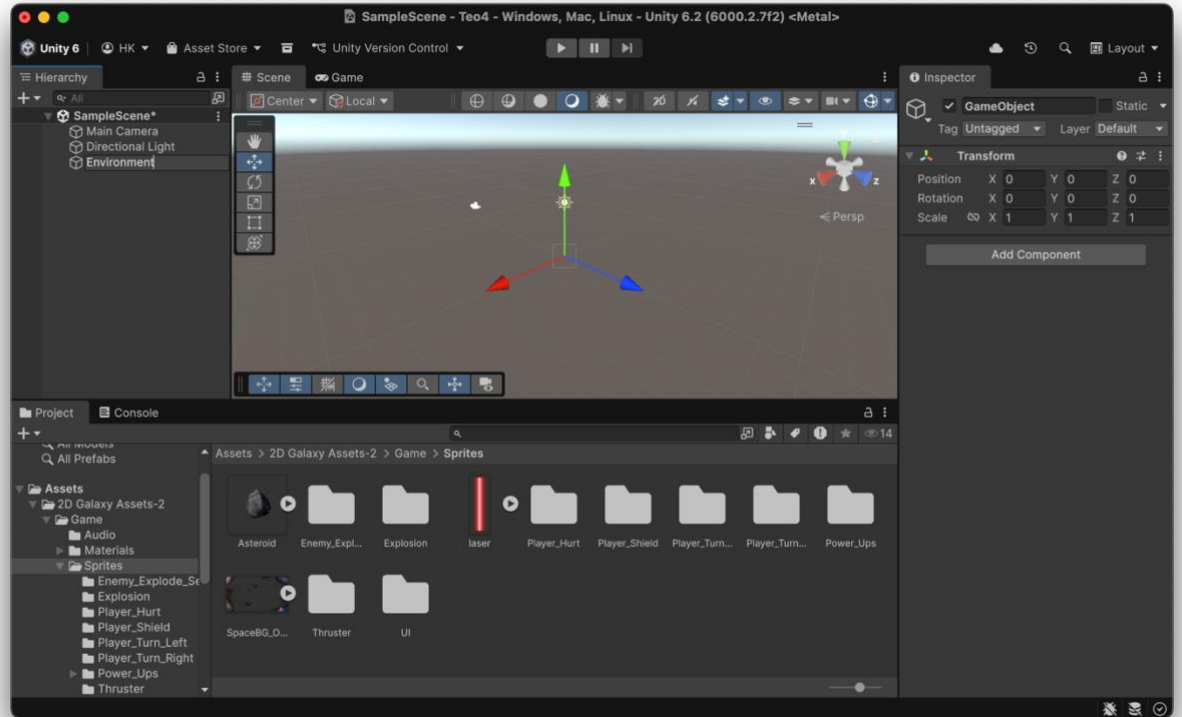 SampleScene - Teo4 - Windows, Mac, Linux - Unity 6.2 (6000.2.7f2) <Metal>
Unity 6 HK Asset Store Unity Version Control Layout
Hierarchy
All
SampleScene*
Main Camera
Directional Light
Environment
Scene Game
Center Local 2D
x z
Persp
Inspector
GameObject Static
Tag Untagged Layer Default
Transform
Position X 0 Y 0 Z 0
Rotation X 0 Y 0 Z 0
Scale X 1 Y 1 Z 1
Add Component
Project Console
14
All Models
All Prefabs
Assets
2D Galaxy Assets-2
Game
Audio
Materials
Sprites
Enemy_Explode_Se
Explosion
Player_Hurt
Player_Shield
Player_Turn_Left
Player_Turn_Right
Power_Ups
Thruster
Assets > 2D Galaxy Assets-2 > Game > Sprites
Asteroid Enemy_Expl... Explosion laser Player_Hurt Player_Shield Player_Turn... Player_Turn... Power_Ups
SpaceBG_O... Thruster UI